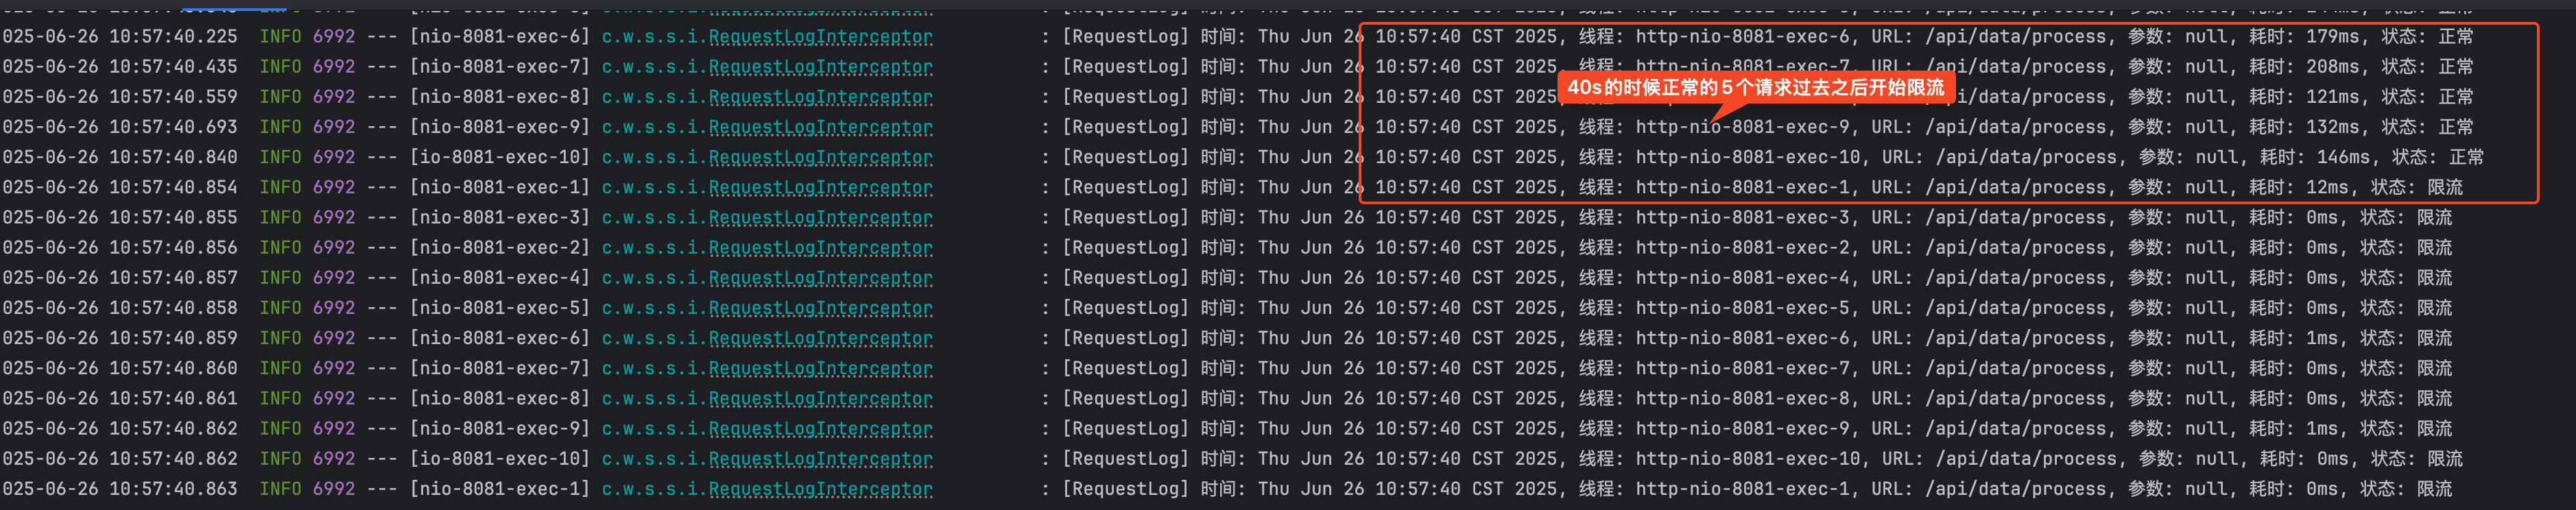 025-06-26 10:57:40.225  INFO 6992 --- [nio-8081-exec-6] c.w.s.s.i.RequestLogInterceptor          : [RequestLog] 时间: Thu Jun 26 10:57:40 CST 2025, 线程: http-nio-8081-exec-6, URL: /api/data/process, 参数: null, 耗时: 179ms, 状态: 正常
025-06-26 10:57:40.435  INFO 6992 --- [nio-8081-exec-7] c.w.s.s.i.RequestLogInterceptor          : [RequestLog] 时间: Thu Jun 26 10:57:40 CST 2025, 线程: http-nio-8081-exec-7, URL: /api/data/process, 参数: null, 耗时: 208ms, 状态: 正常
40s的时候正常的5个请求过去之后开始限流
025-06-26 10:57:40.559  INFO 6992 --- [nio-8081-exec-8] c.w.s.s.i.RequestLogInterceptor          : [RequestLog] 时间: Thu Jun 26 10:57:40 CST 2025, 线程: http-nio-8081-exec-8, URL: /api/data/process, 参数: null, 耗时: 121ms, 状态: 正常
025-06-26 10:57:40.693  INFO 6992 --- [nio-8081-exec-9] c.w.s.s.i.RequestLogInterceptor          : [RequestLog] 时间: Thu Jun 26 10:57:40 CST 2025, 线程: http-nio-8081-exec-9, URL: /api/data/process, 参数: null, 耗时: 132ms, 状态: 正常
025-06-26 10:57:40.840  INFO 6992 --- [io-8081-exec-10] c.w.s.s.i.RequestLogInterceptor          : [RequestLog] 时间: Thu Jun 26 10:57:40 CST 2025, 线程: http-nio-8081-exec-10, URL: /api/data/process, 参数: null, 耗时: 146ms, 状态: 正常
025-06-26 10:57:40.854  INFO 6992 --- [nio-8081-exec-1] c.w.s.s.i.RequestLogInterceptor          : [RequestLog] 时间: Thu Jun 26 10:57:40 CST 2025, 线程: http-nio-8081-exec-1, URL: /api/data/process, 参数: null, 耗时: 12ms, 状态: 限流
025-06-26 10:57:40.855  INFO 6992 --- [nio-8081-exec-3] c.w.s.s.i.RequestLogInterceptor          : [RequestLog] 时间: Thu Jun 26 10:57:40 CST 2025, 线程: http-nio-8081-exec-3, URL: /api/data/process, 参数: null, 耗时: 0ms, 状态: 限流
025-06-26 10:57:40.856  INFO 6992 --- [nio-8081-exec-2] c.w.s.s.i.RequestLogInterceptor          : [RequestLog] 时间: Thu Jun 26 10:57:40 CST 2025, 线程: http-nio-8081-exec-2, URL: /api/data/process, 参数: null, 耗时: 0ms, 状态: 限流
025-06-26 10:57:40.857  INFO 6992 --- [nio-8081-exec-4] c.w.s.s.i.RequestLogInterceptor          : [RequestLog] 时间: Thu Jun 26 10:57:40 CST 2025, 线程: http-nio-8081-exec-4, URL: /api/data/process, 参数: null, 耗时: 0ms, 状态: 限流
025-06-26 10:57:40.858  INFO 6992 --- [nio-8081-exec-5] c.w.s.s.i.RequestLogInterceptor          : [RequestLog] 时间: Thu Jun 26 10:57:40 CST 2025, 线程: http-nio-8081-exec-5, URL: /api/data/process, 参数: null, 耗时: 0ms, 状态: 限流
025-06-26 10:57:40.859  INFO 6992 --- [nio-8081-exec-6] c.w.s.s.i.RequestLogInterceptor          : [RequestLog] 时间: Thu Jun 26 10:57:40 CST 2025, 线程: http-nio-8081-exec-6, URL: /api/data/process, 参数: null, 耗时: 1ms, 状态: 限流
025-06-26 10:57:40.860  INFO 6992 --- [nio-8081-exec-7] c.w.s.s.i.RequestLogInterceptor          : [RequestLog] 时间: Thu Jun 26 10:57:40 CST 2025, 线程: http-nio-8081-exec-7, URL: /api/data/process, 参数: null, 耗时: 0ms, 状态: 限流
025-06-26 10:57:40.861  INFO 6992 --- [nio-8081-exec-8] c.w.s.s.i.RequestLogInterceptor          : [RequestLog] 时间: Thu Jun 26 10:57:40 CST 2025, 线程: http-nio-8081-exec-8, URL: /api/data/process, 参数: null, 耗时: 0ms, 状态: 限流
025-06-26 10:57:40.862  INFO 6992 --- [nio-8081-exec-9] c.w.s.s.i.RequestLogInterceptor          : [RequestLog] 时间: Thu Jun 26 10:57:40 CST 2025, 线程: http-nio-8081-exec-9, URL: /api/data/process, 参数: null, 耗时: 1ms, 状态: 限流
025-06-26 10:57:40.862  INFO 6992 --- [io-8081-exec-10] c.w.s.s.i.RequestLogInterceptor          : [RequestLog] 时间: Thu Jun 26 10:57:40 CST 2025, 线程: http-nio-8081-exec-10, URL: /api/data/process, 参数: null, 耗时: 0ms, 状态: 限流
025-06-26 10:57:40.863  INFO 6992 --- [nio-8081-exec-1] c.w.s.s.i.RequestLogInterceptor          : [RequestLog] 时间: Thu Jun 26 10:57:40 CST 2025, 线程: http-nio-8081-exec-1, URL: /api/data/process, 参数: null, 耗时: 0ms, 状态: 限流